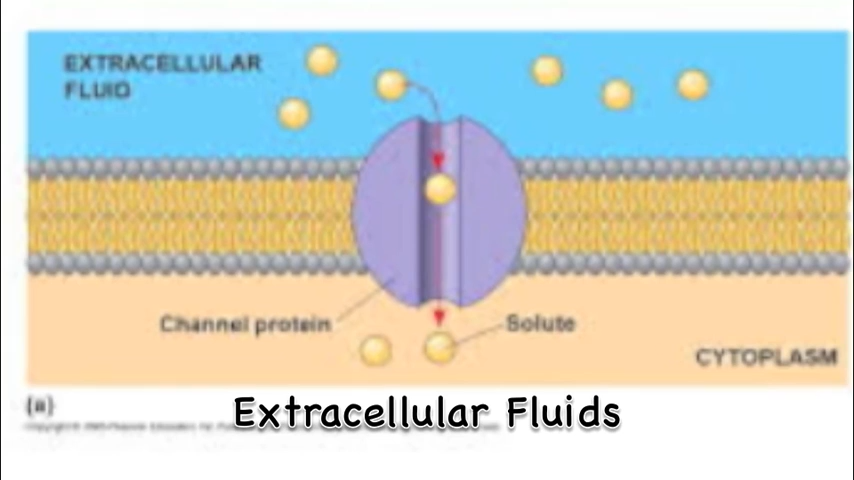 EXTRACELLULAR
FLUID
Channel protein
Solute
CYTOPLASM
(a)
Extracellular Fluids